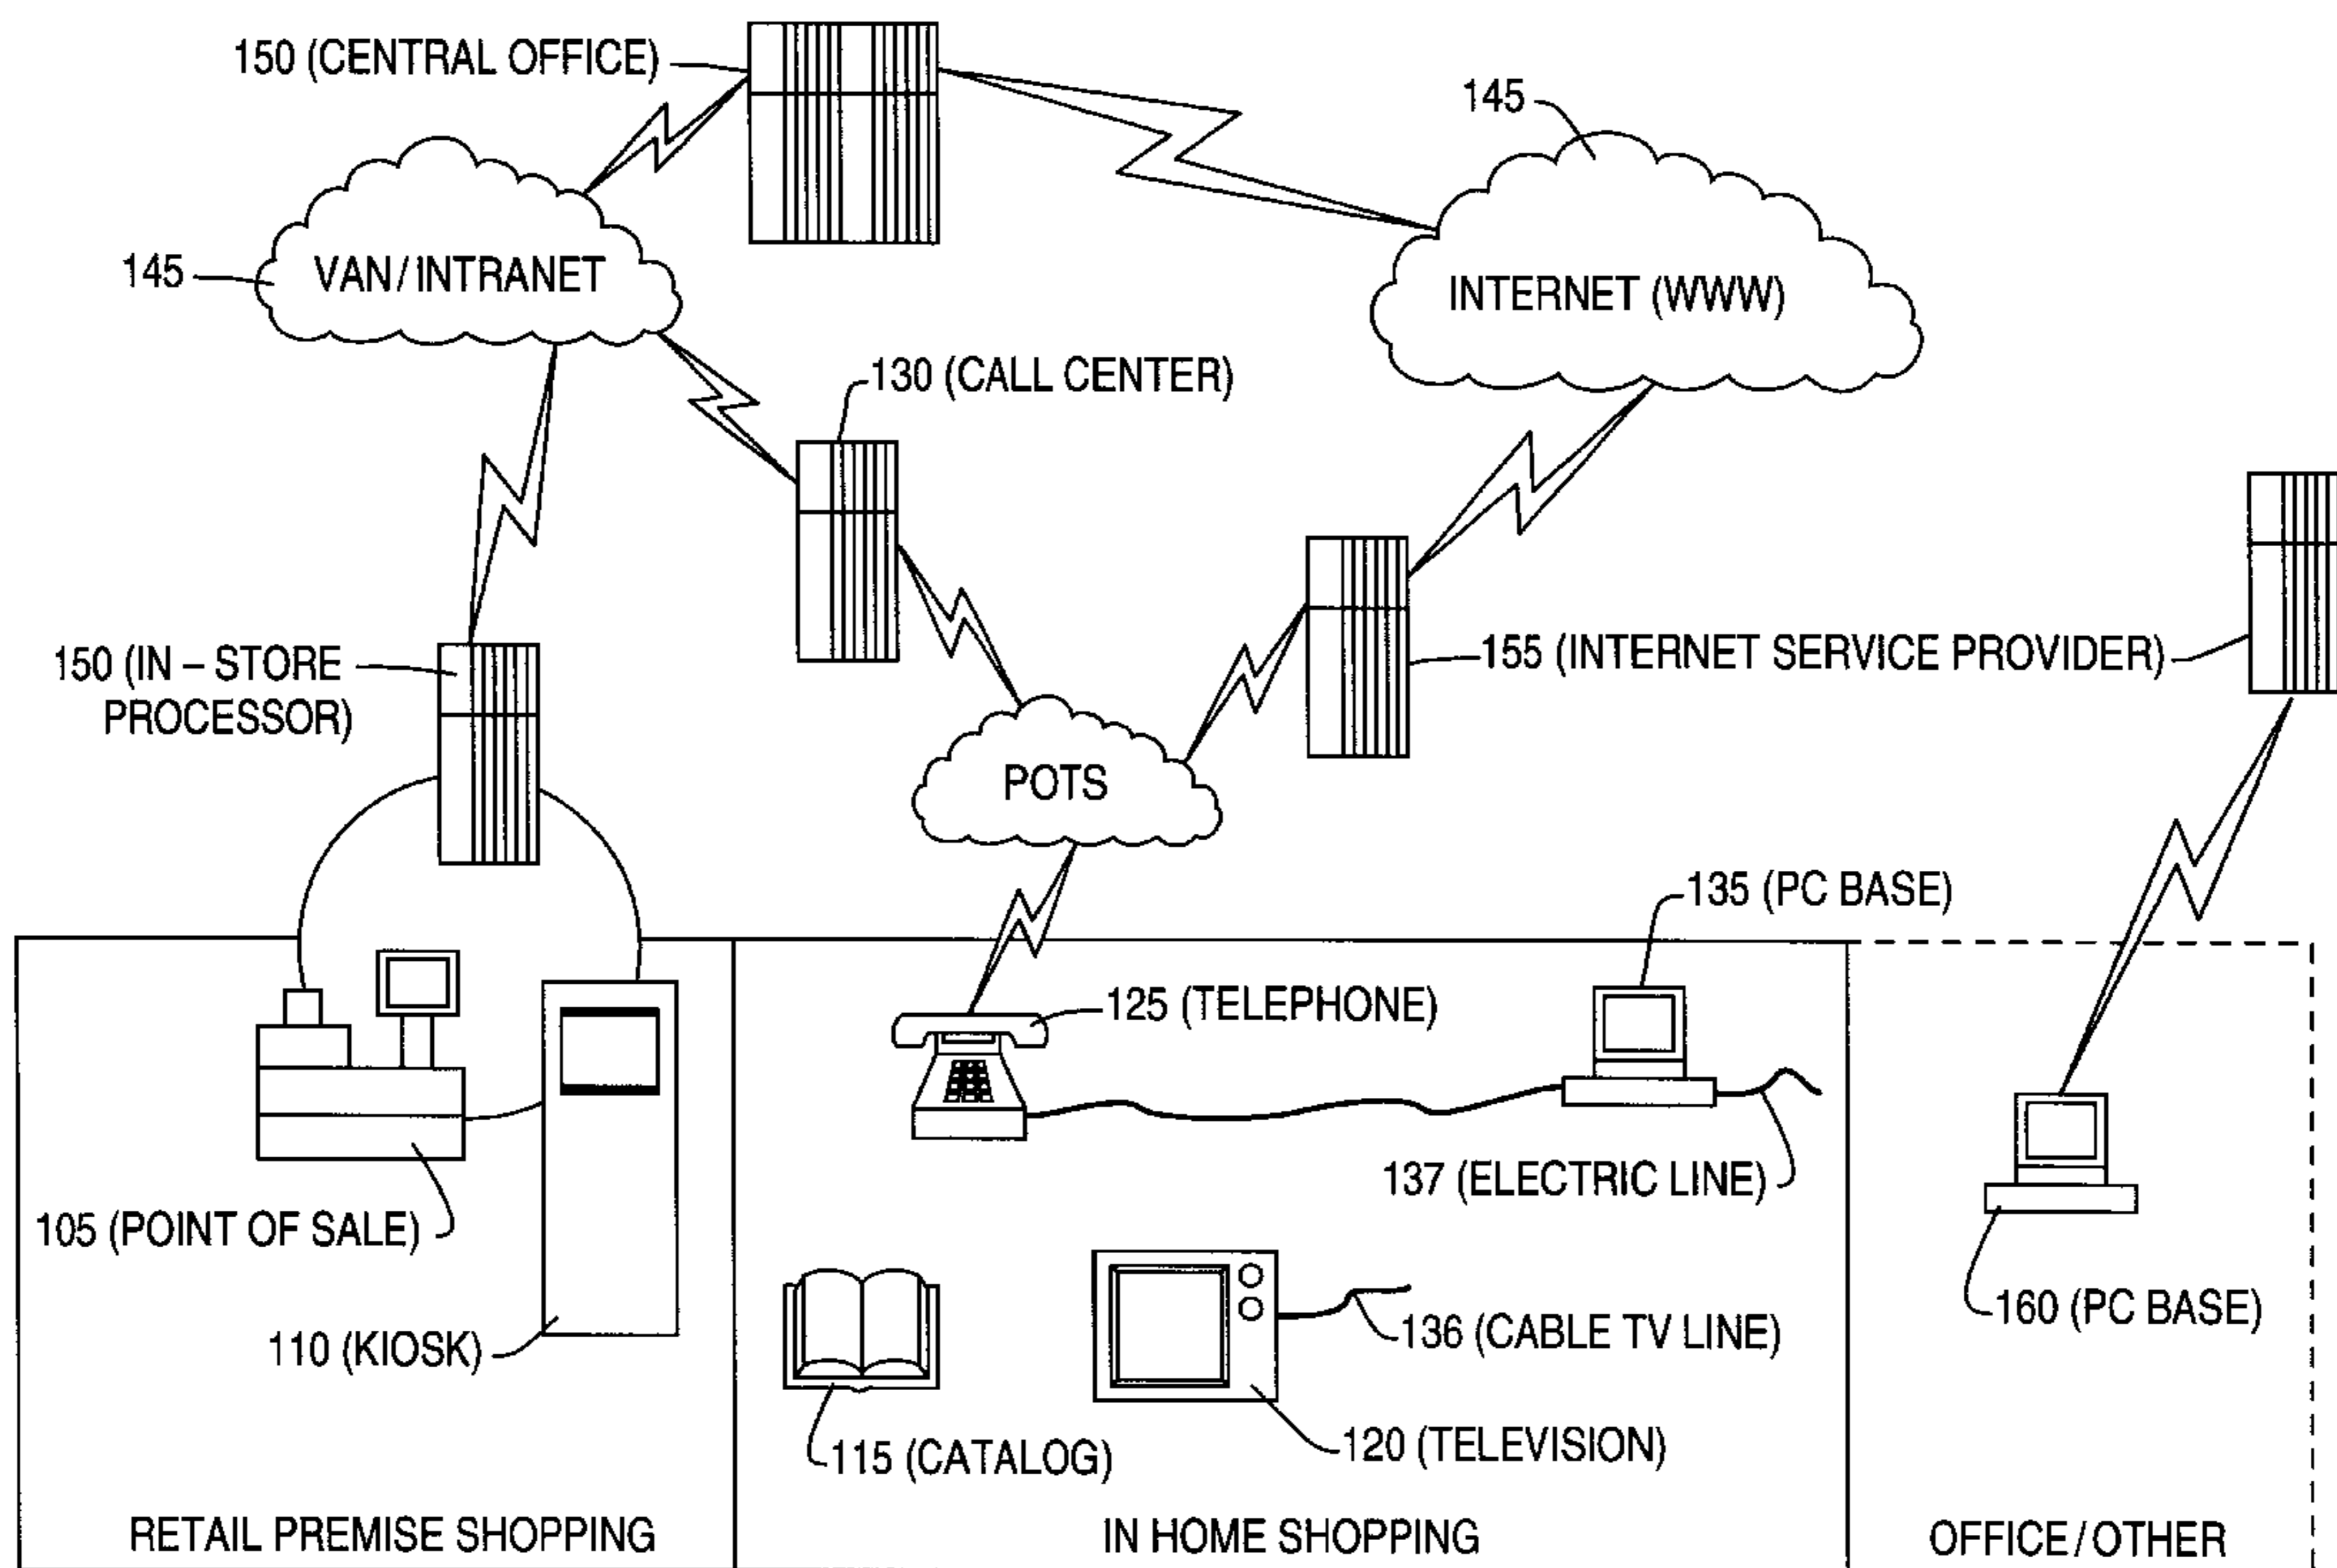 150 (CENTRAL OFFICE)
145
145
VAN/INTRANET
INTERNET (WWW)
130 (CALL CENTER)
150 (IN – STORE
PROCESSOR)
155 (INTERNET SERVICE PROVIDER)
POTS
135 (PC BASE)
125 (TELEPHONE)
137 (ELECTRIC LINE)
105 (POINT OF SALE)
160 (PC BASE)
136 (CABLE TV LINE)
110 (KIOSK)
120 (TELEVISION)
115 (CATALOG)
RETAIL PREMISE SHOPPING
IN HOME SHOPPING
OFFICE/OTHER